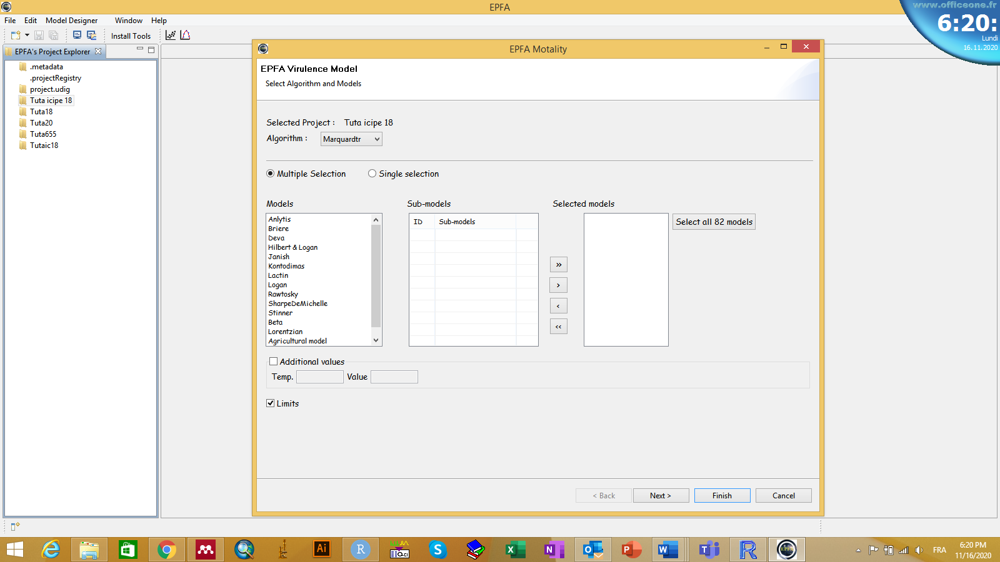 EPFA
www.officeone.fr
6:20:
Lundi
16.11.2020
File Edit Model Designer Window Help
Install Tools
EPFA's Project Explorer
.metadata
.projectRegistry
project.udig
Tuta icipe 18
Tuta18
Tuta20
Tuta655
Tutaic18
EPFA Motality
EPFA Virulence Model
Select Algorithm and Models
Selected Project : Tuta icipe 18
Algorithm : Marquardtr
Multiple Selection Single selection
Models Sub-models Selected models
Anlytis
Briere
Deva
Hilbert & Logan
Janish
Kontodimas
Lactin
Logan
Rawtosky
SharpeDeMichelle
Stinner
Beta
Lorentzian
Agricultural model
ID Sub-models
>>
>
<
<<
Select all 82 models
Additional values
Temp. Value
Limits
< Back Next > Finish Cancel
Ai
R
S
X
N
O
P
W
T
R
EPFA
FRA
6:20 PM
11/16/2020